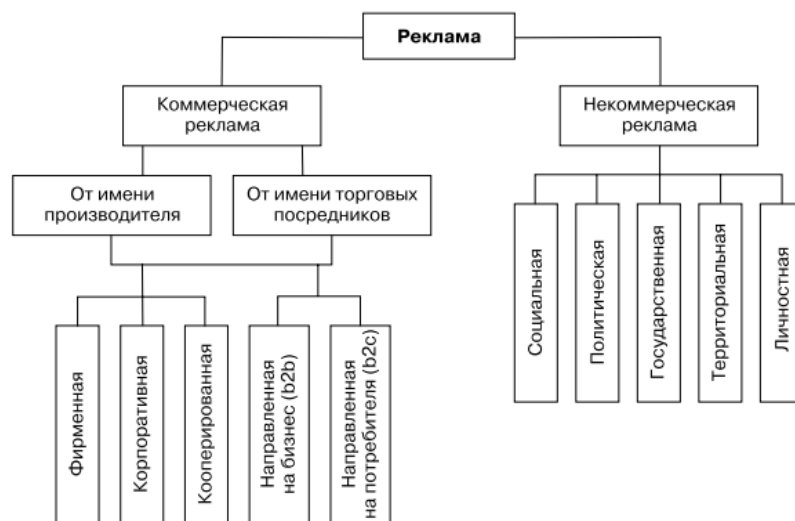 Реклама
Коммерческая
реклама
Некоммерческая
реклама
От имени
производителя
От имени торговых
посредников
Фирменная
Корпоративная
Кооперированная
Направленная
на бизнес (b2b)
Направленная
на потребителя (b2c)
Социальная
Политическая
Государственная
Территориальная
Личностная